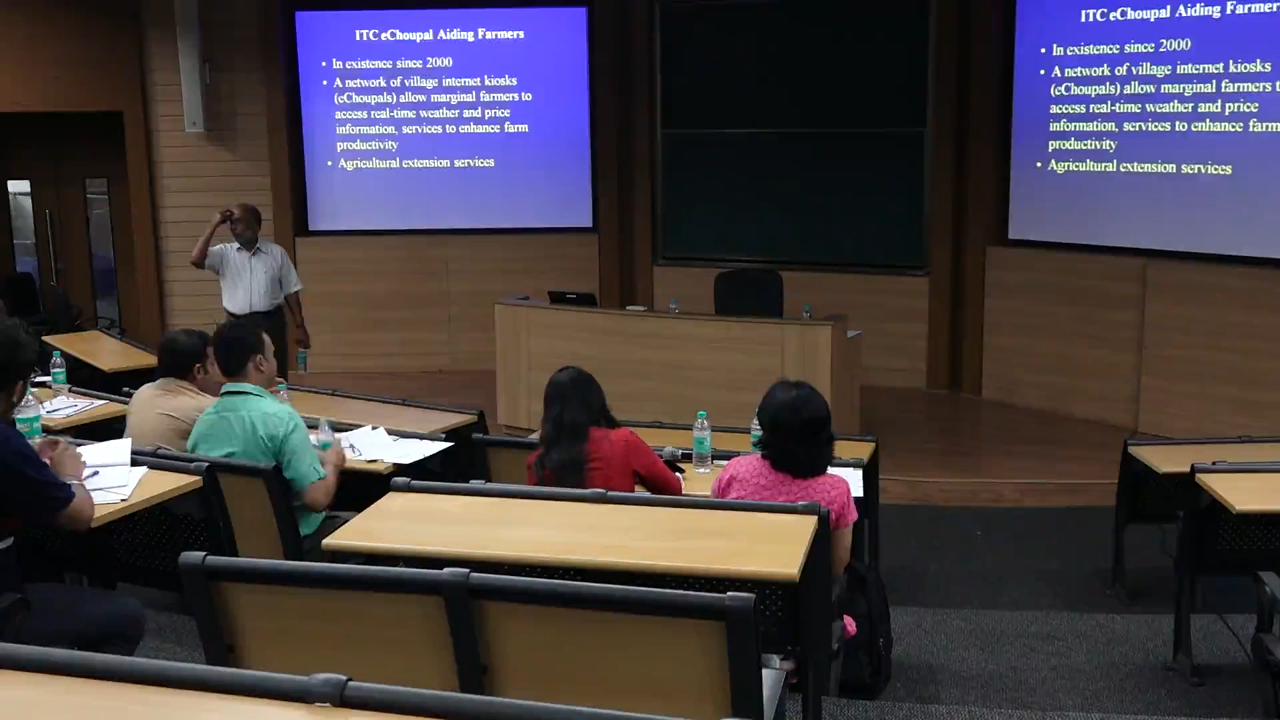 ITC eChoupal Aiding Farmers
• In existence since 2000
• A network of village internet kiosks
(eChoupals) allow marginal farmers to
access real-time weather and price
information, services to enhance farm
productivity
• Agricultural extension services
ITC eChoupal Aiding Farmer
• In existence since 2000
• A network of village internet kiosks
(eChoupals) allow marginal farmers t
access real-time weather and price
information, services to enhance farm
productivity
• Agricultural extension services